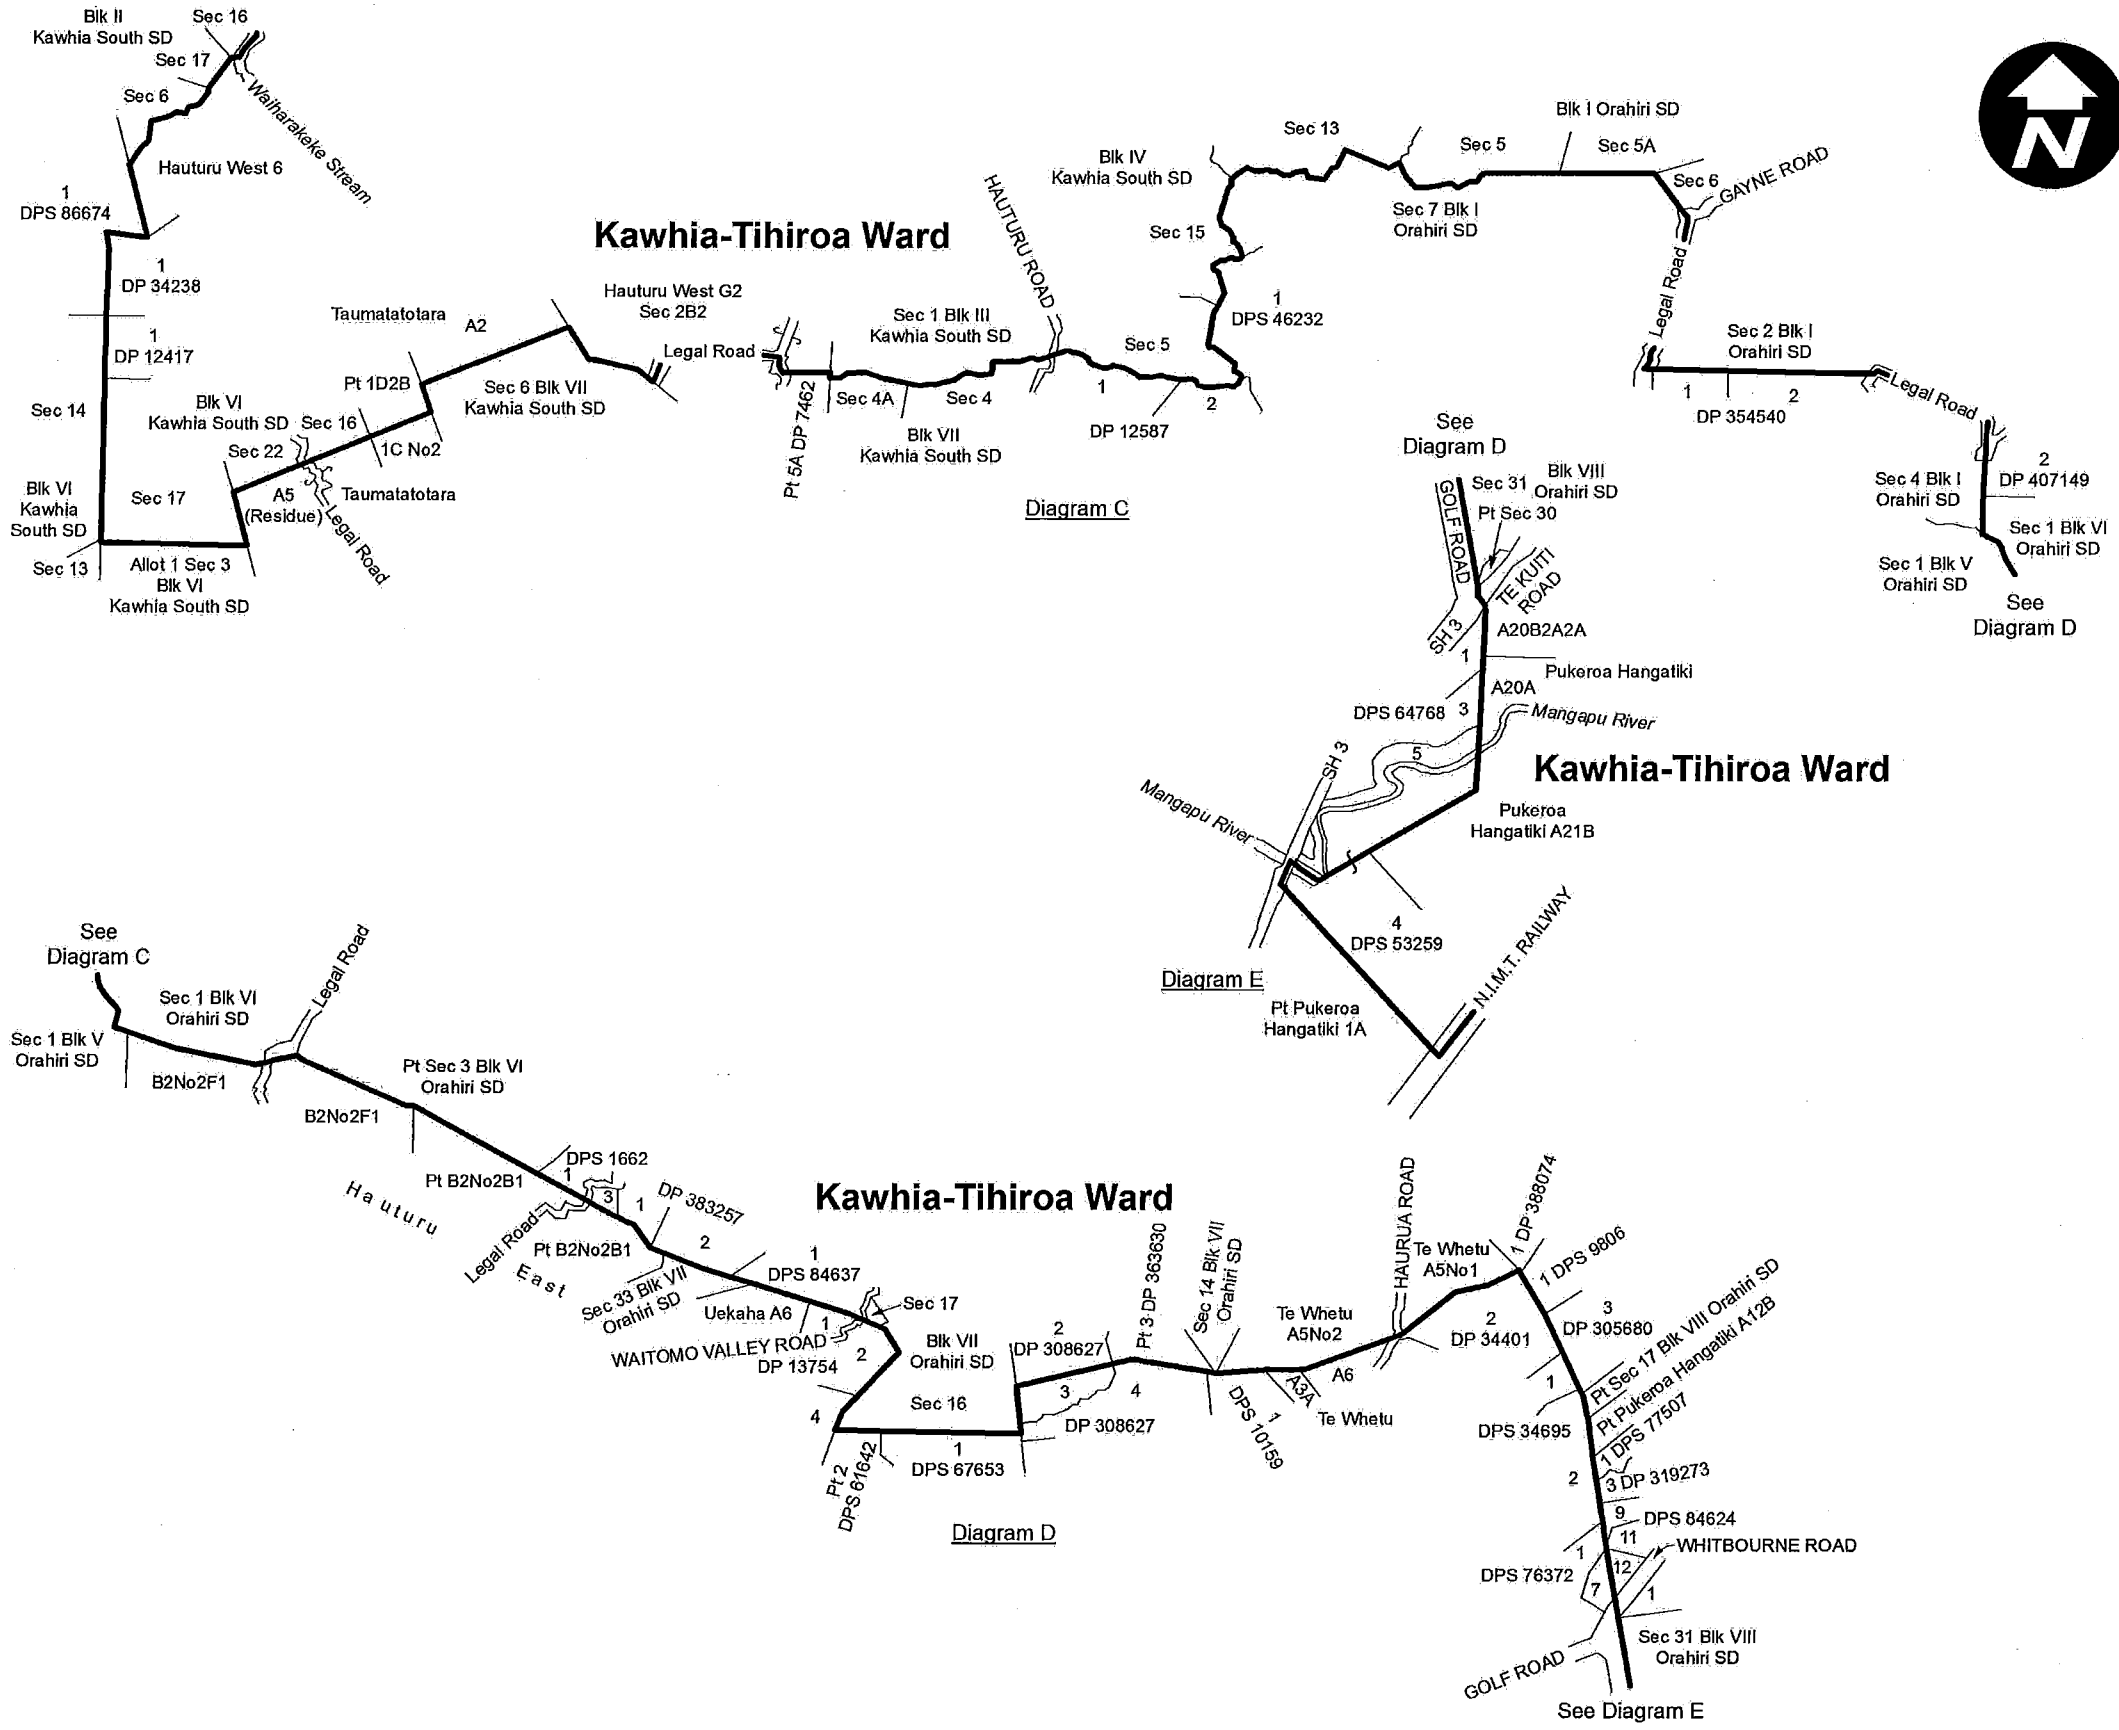 Blk II
Kawhia South SD
Sec 16
Sec 17
Sec 6
Waiharakeke Stream
Hauturu West 6
1
DPS 86674
1
DP 34238
1
DP 12417
Sec 14
Blk VI
Kawhia
South SD
Sec 17
Sec 13
Allot 1 Sec 3
Blk VI
Kawhia South SD
Blk VI
Kawhia South SD
Sec 16
Sec 22
A5
(Residue)
Legal Road
Taumatatotara
1C No2
Pt 1D2B
Taumatatotara
A2
Sec 6 Blk VII
Kawhia South SD
Kawhia-Tihiroa Ward
Hauturu West G2
Sec 2B2
Legal Road
Pt 5A DP 7462
Sec 1 Blk III
Kawhia South SD
Sec 4A
Sec 4
Blk VII
Kawhia South SD
HAUTURU ROAD
Sec 5
1
2
DP 12587
Diagram C
Blk IV
Kawhia South SD
Sec 15
1
DPS 46232
Sec 13
Sec 5
Sec 7 Blk I
Orahiri SD
Blk I Orahiri SD
Sec 5A
Sec 6
GAYNE ROAD
Legal Road
Sec 2 Blk I
Orahiri SD
1
2
DP 354540
Legal Road
N
2
DP 407149
Sec 4 Blk I
Orahiri SD
Sec 1 Blk VI
Orahiri SD
Sec 1 Blk V
Orahiri SD
See
Diagram D
See
Diagram D
GOLF ROAD
Sec 31
Blk VIII
Orahiri SD
Pt Sec 30
TE KUITI
ROAD
SH 3
A20B2A2A
1
Pukeroa Hangatiki
A20A
DPS 64768
3
Mangapu River
5
SH 3
Mangapu River
Kawhia-Tihiroa Ward
Pukeroa
Hangatiki A21B
4
DPS 53259
N.I.M.T. RAILWAY
Diagram E
Pt Pukeroa
Hangatiki 1A
See
Diagram C
Sec 1 Blk VI
Orahiri SD
Legal Road
Sec 1 Blk V
Orahiri SD
B2No2F1
Pt Sec 3 Blk VI
Orahiri SD
B2No2F1
Pt B2No2B1
Hauturu
East
DPS 1662
1
3
1
Legal Road
Pt B2No2B1
DP 383257
2
Sec 33 Blk VII
Orahiri SD
1
DPS 84637
Uekaha A6
Sec 17
1
WAITOMO VALLEY ROAD
DP 13754
2
Kawhia-Tihiroa Ward
Blk VII
Orahiri SD
Sec 16
4
Pt 2
DPS 61642
1
DPS 67653
2
DP 308627
3
4
DP 308627
Pt 3 DP 363630
Sec 14 Blk VII
Orahiri SD
1
DPS 10159
Te Whetu
A5No2
A3A
A6
Te Whetu
HAURUA ROAD
Te Whetu
A5No1
2
DP 34401
1 DP 388074
1 DPS 9806
3
DP 305680
1
DPS 34695
Pt Sec 17 Blk VIII Orahiri SD
Pt Pukeroa Hangatiki A12B
1 DPS 77507
2
3 DP 319273
9
DPS 84624
11
WHITBOURNE ROAD
1
12
DPS 76372
7
1
Sec 31 Blk VIII
Orahiri SD
GOLF ROAD
See Diagram E
Diagram D